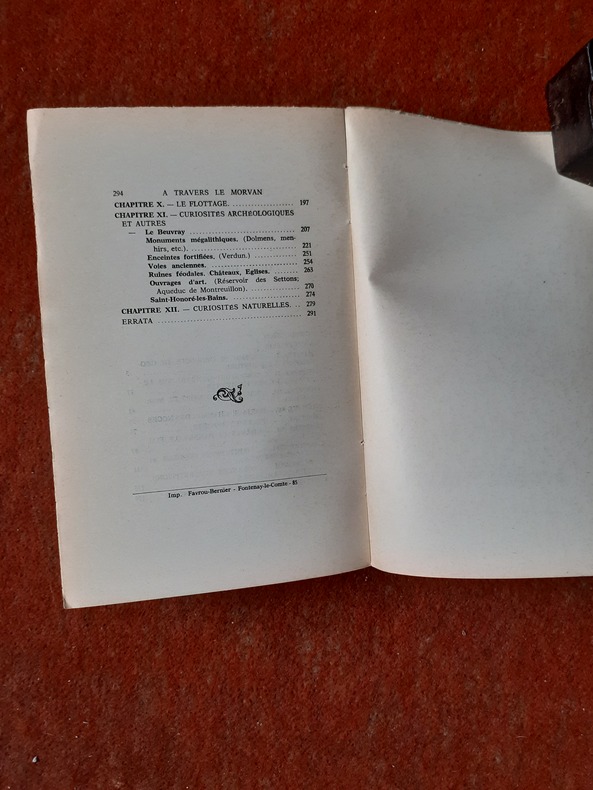 294 A TRAVERS LE MORVAN
CHAPITRE X. — LE FLOTTAGE. .................... 197
CHAPITRE XI. — CURIOSITéS ARCHEOLOGIQUES
ET AUTRES
— Le Beuvray ............................ 207
Monuments mégalithiques. (Dolmens, men-
hirs, etc.). ............................ 221
Enceintes fortifiées, (Verdun.) ............ 251
Voies anciennes. ........................ 254
Ruines féodales. Châteaux, Eglises. ........ 263
Ouvrages d'art. (Réservoir des Settons;
Aqueduc de Montreuillon). ............... 270
Saint-Honoré-les-Bains. .................. 274
CHAPITRE XII. — CURIOSITéS NATURELLES. .. 279
ERRATA ...................................... 291
Imp. Favrou-Bernier - Fontenay-le-Comte - 85